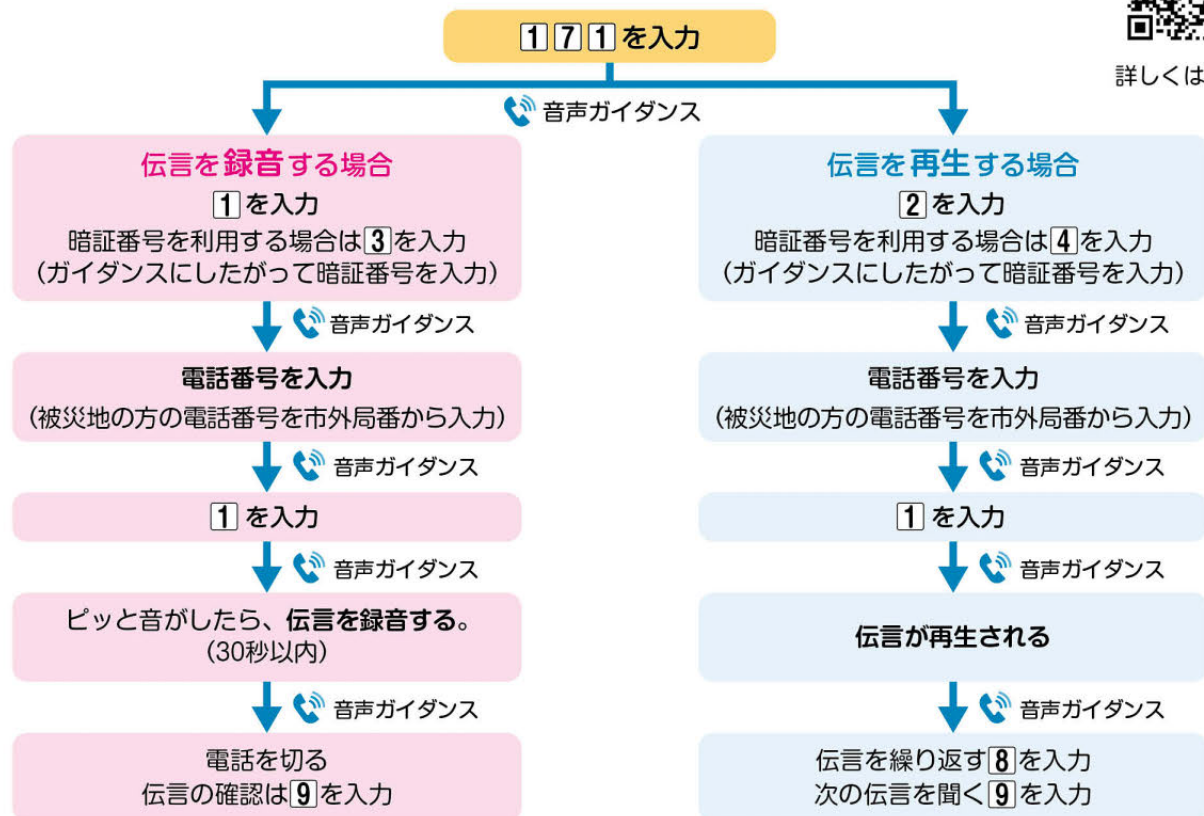 171を入力
詳しくは
音声ガイダンス
伝言を録音する場合
1を入力
暗証番号を利用する場合は3を入力
(ガイダンスにしたがって暗証番号を入力)
音声ガイダンス
電話番号を入力
(被災地の方の電話番号を市外局番から入力)
音声ガイダンス
1を入力
音声ガイダンス
ピッと音がしたら、伝言を録音する。
(30秒以内)
音声ガイダンス
電話を切る
伝言の確認は9を入力
伝言を再生する場合
2を入力
暗証番号を利用する場合は4を入力
(ガイダンスにしたがって暗証番号を入力)
音声ガイダンス
電話番号を入力
(被災地の方の電話番号を市外局番から入力)
音声ガイダンス
1を入力
音声ガイダンス
伝言が再生される
音声ガイダンス
伝言を繰り返す8を入力
次の伝言を聞く9を入力